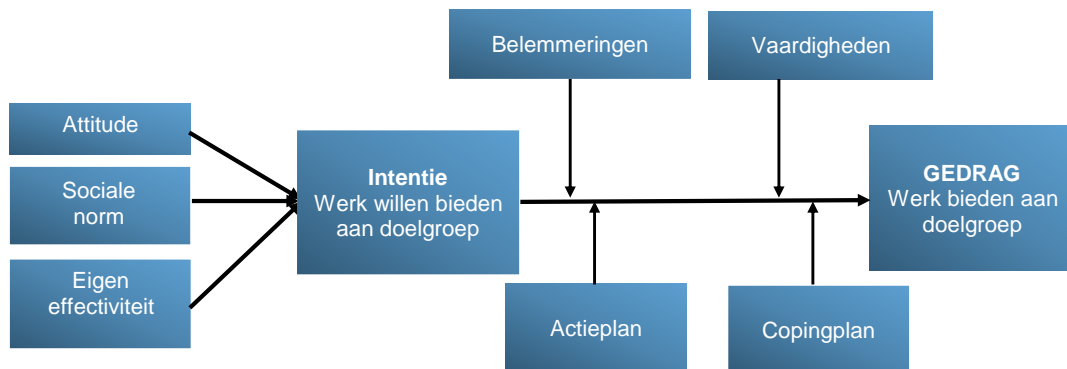 Belemmeringen
Vaardigheden
Attitude
Sociale
norm
Eigen
effectiviteit
Intentie
Werk willen bieden
aan doelgroep
GEDRAG
Werk bieden aan
doelgroep
Actieplan
Copingplan